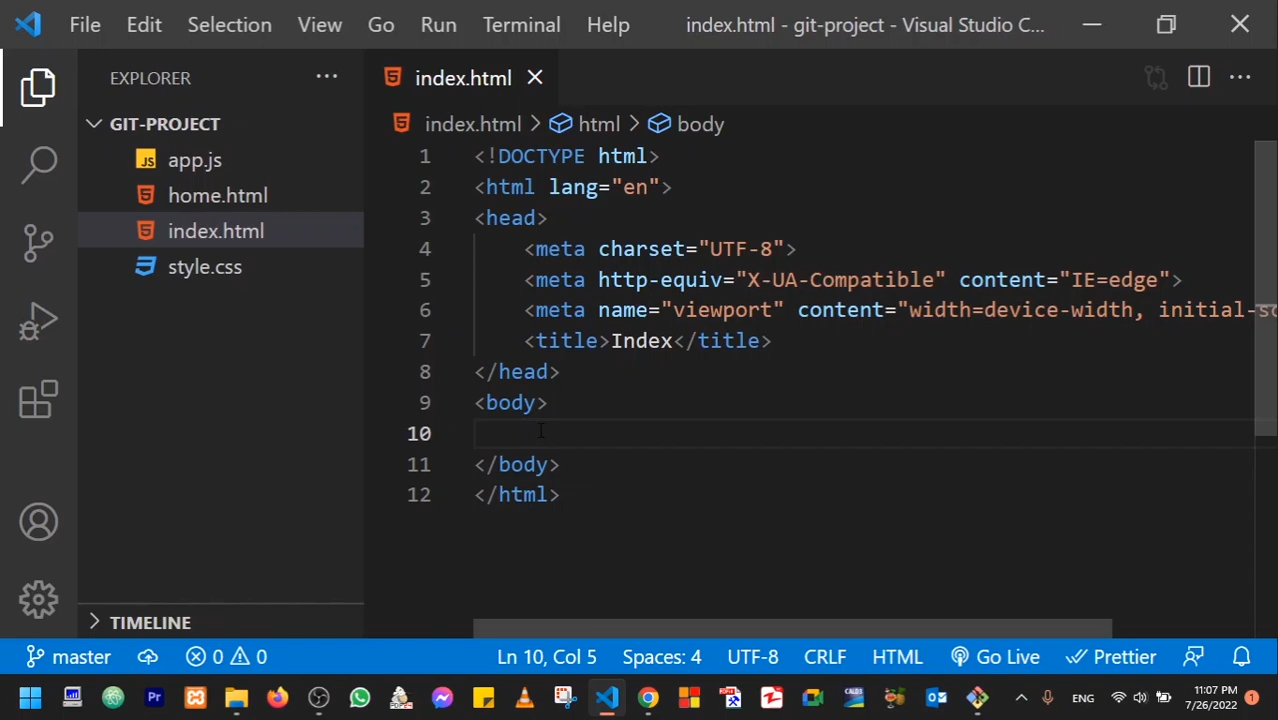 File Edit Selection View Go Run Terminal Help index.html - git-project - Visual Studio C...
EXPLORER ...
index.html
GIT-PROJECT
app.js
home.html
index.html
style.css
TIMELINE
index.html > html > body
1 <!DOCTYPE html>
2 <html lang="en">
3 <head>
4 <meta charset="UTF-8">
5 <meta http-equiv="X-UA-Compatible" content="IE=edge">
6 <meta name="viewport" content="width=device-width, initial-sc
7 <title>Index</title>
8 </head>
9 <body>
10
11 </body>
12 </html>
master 0 0 Ln 10, Col 5 Spaces: 4 UTF-8 CRLF HTML Go Live Prettier
ENG 11:07 PM
7/26/2022